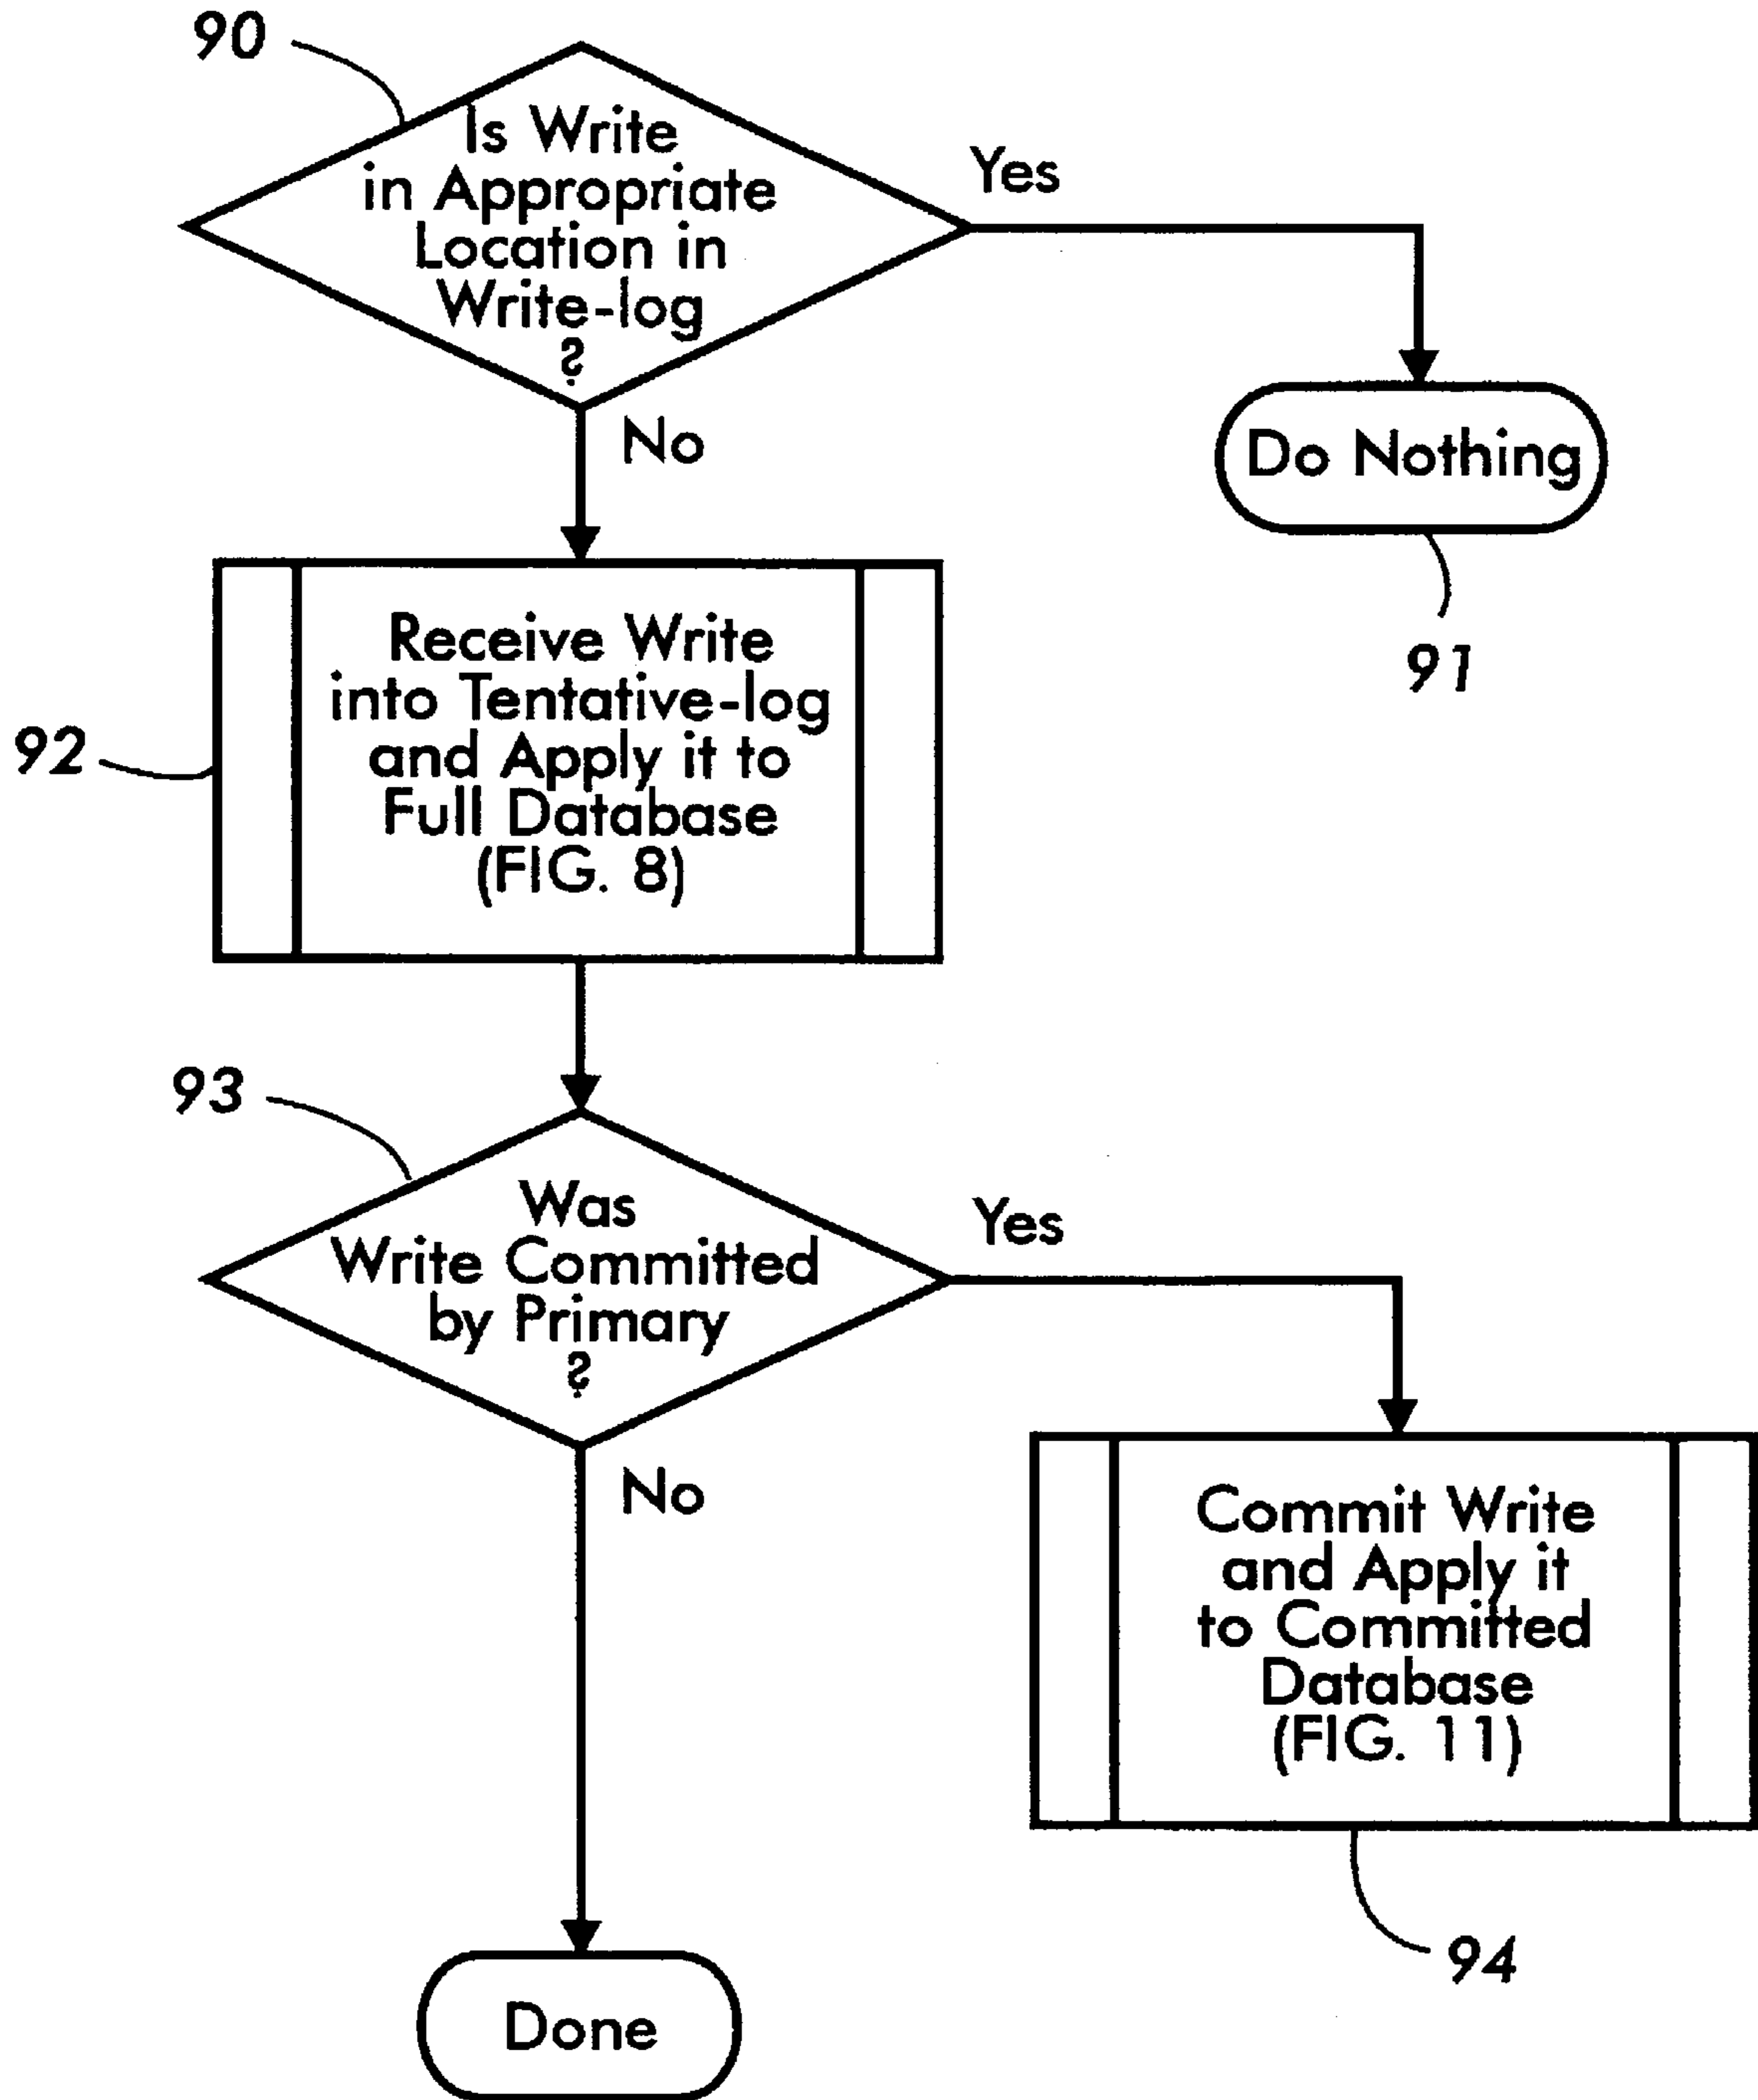 90
Is Write
in Appropriate
Location in
Write-log
?
Yes
No
Do Nothing
91
Receive Write
into Tentative-log
and Apply it to
Full Database
(FIG. 8)
92
93
Was
Write Committed
by Primary
?
Yes
No
Commit Write
and Apply it
to Committed
Database
(FIG. 11)
94
Done